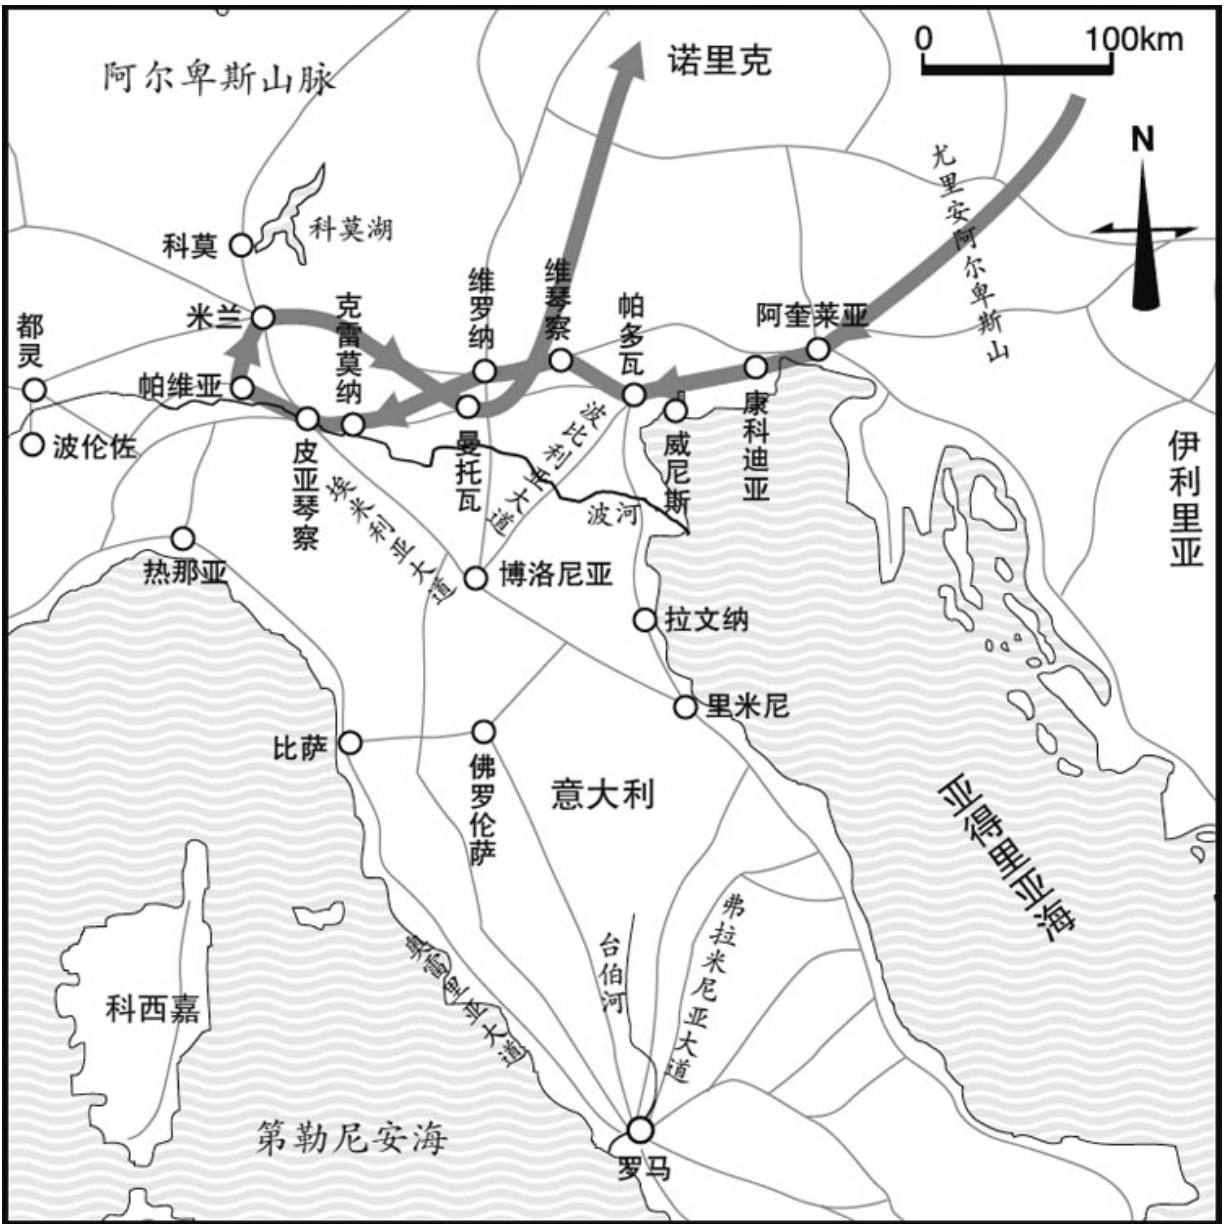 0 100km
诺里克
阿尔卑斯山脉
N
尤里安阿尔卑斯山
科莫湖
科莫
维琴察
维罗纳
克雷莫纳
帕多瓦
米兰
阿奎莱亚
都灵
帕维亚
康科迪亚
波比利亚大道
威尼斯
曼托瓦
波伦佐
皮亚琴察
埃米利亚大道
波河
伊利里亚
热那亚
博洛尼亚
拉文纳
里米尼
比萨
佛罗伦萨
意大利
亚得里亚海
弗拉米尼亚大道
台伯河
奥雷里亚大道
科西嘉
第勒尼安海
罗马